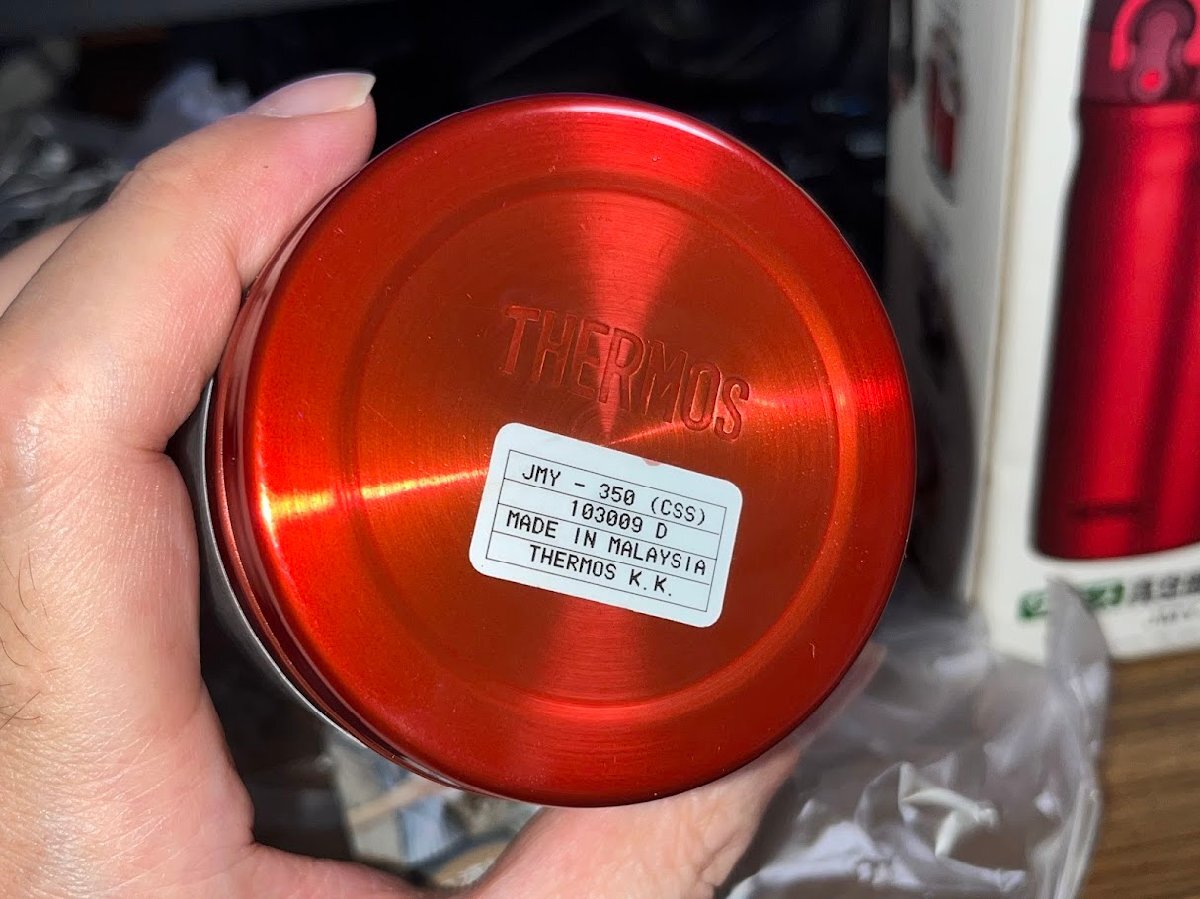 THERMOS
JMY - 350 (CSS)
103009 D
MADE IN MALAYSIA
THERMOS K.K.